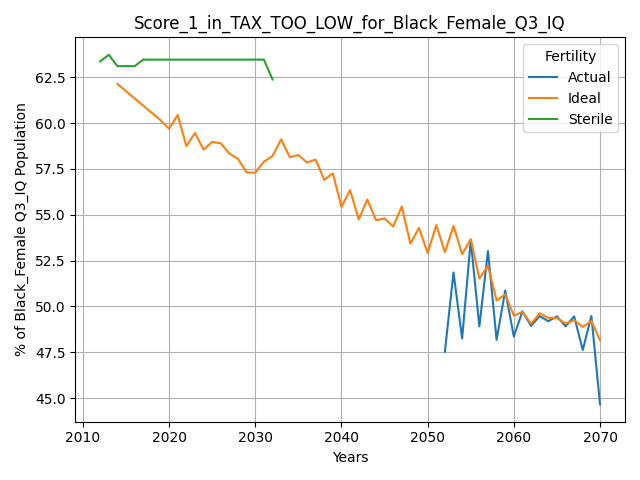 Score_1_in_TAX_TOO_LOW_for_Black_Female_Q3_IQ
% of Black_Female Q3_IQ Population
62.5
60.0
57.5
55.0
52.5
50.0
47.5
45.0
Fertility
Actual
Ideal
Sterile
2010 2020 2030 2040 2050 2060 2070
Years